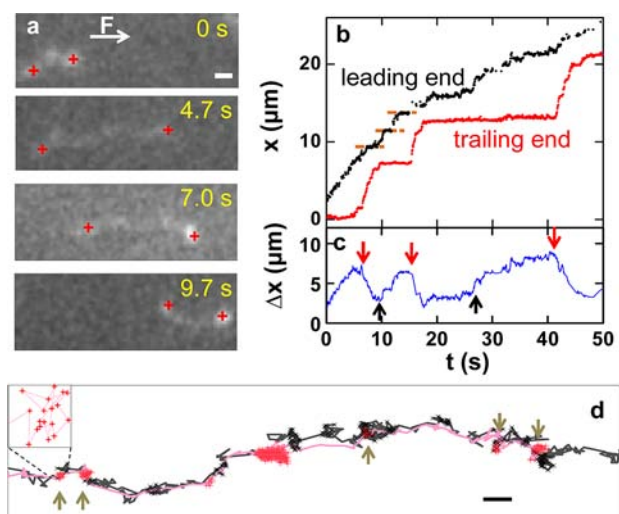 a
F
0 s
4.7 s
7.0 s
9.7 s
b
20
10
0
x (μm)
leading end
trailing end
c
10
5
0
Δx (μm)
0 10 20 30 40 50
t (s)
d